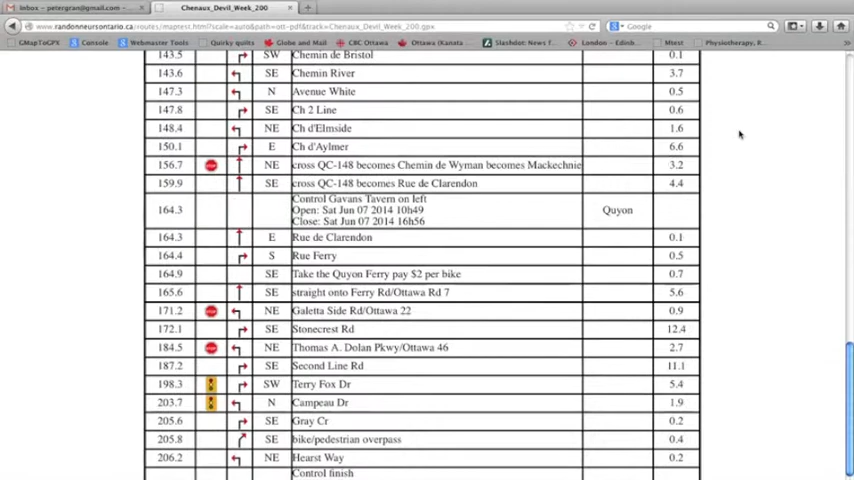 Inbox – petergran@gmail.com – ... Chenaux_Devil_Week_200
www.randonneursontario.ca/routes/maprest.html?scale=auto&path=ott-pdf&track=Chenaux_Devil_Week_200.gpx Google
GMapToGPX Console Webmaster Tools Quirky quilts Globe and Mail CBC Ottawa Ottawa (Kanata ... Slashdot: News f... London – Edinb... Mtest Physiotherapy, R...
143.5 SW Chemin de Bristol 0.1
143.6 SE Chemin River 3.7
147.3 N Avenue White 0.5
147.8 SE Ch 2 Line 0.6
148.4 NE Ch d'Elmside 1.6
150.1 E Ch d'Aylmer 6.6
156.7 STOP NE cross QC-148 becomes Chemin de Wyman becomes Mackechnie 3.2
159.9 SE cross QC-148 becomes Rue de Clarendon 4.4
Control Gavans Tavern on left
164.3 Open: Sat Jun 07 2014 10h49 Quyon
Close: Sat Jun 07 2014 16h56
164.3 E Rue de Clarendon 0.1
164.4 S Rue Ferry 0.5
164.9 SE Take the Quyon Ferry pay $2 per bike 0.7
165.6 SE straight onto Ferry Rd/Ottawa Rd 7 5.6
171.2 STOP NE Galetta Side Rd/Ottawa 22 0.9
172.1 SE Stonecrest Rd 12.4
184.5 STOP NE Thomas A. Dolan Pkwy/Ottawa 46 2.7
187.2 SE Second Line Rd 11.1
198.3 SW Terry Fox Dr 5.4
203.7 N Campeau Dr 1.9
205.6 SE Gray Cr 0.2
205.8 SE bike/pedestrian overpass 0.4
206.2 NE Hearst Way 0.2
Control finish